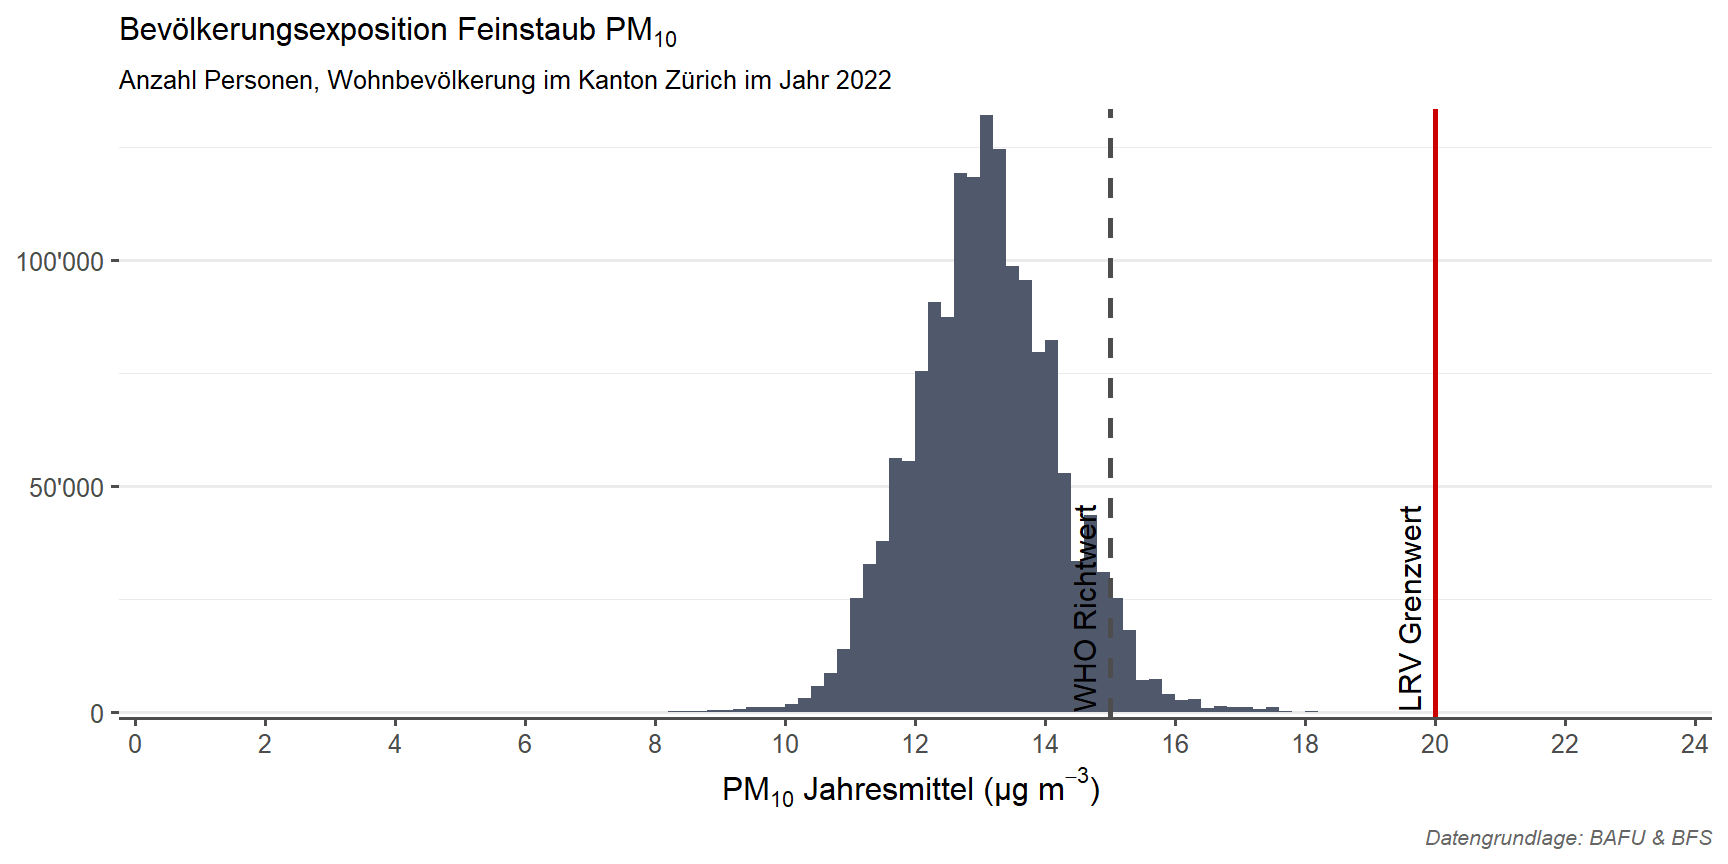 Bevölkerungsexposition Feinstaub PM₁₀
Anzahl Personen, Wohnbevölkerung im Kanton Zürich im Jahr 2022
100'000
50'000
0
WHO Richtwert
LRV Grenzwert
0 2 4 6 8 10 12 14 16 18 20 22 24
PM₁₀ Jahresmittel (µg m⁻³)
Datengrundlage: BAFU & BFS